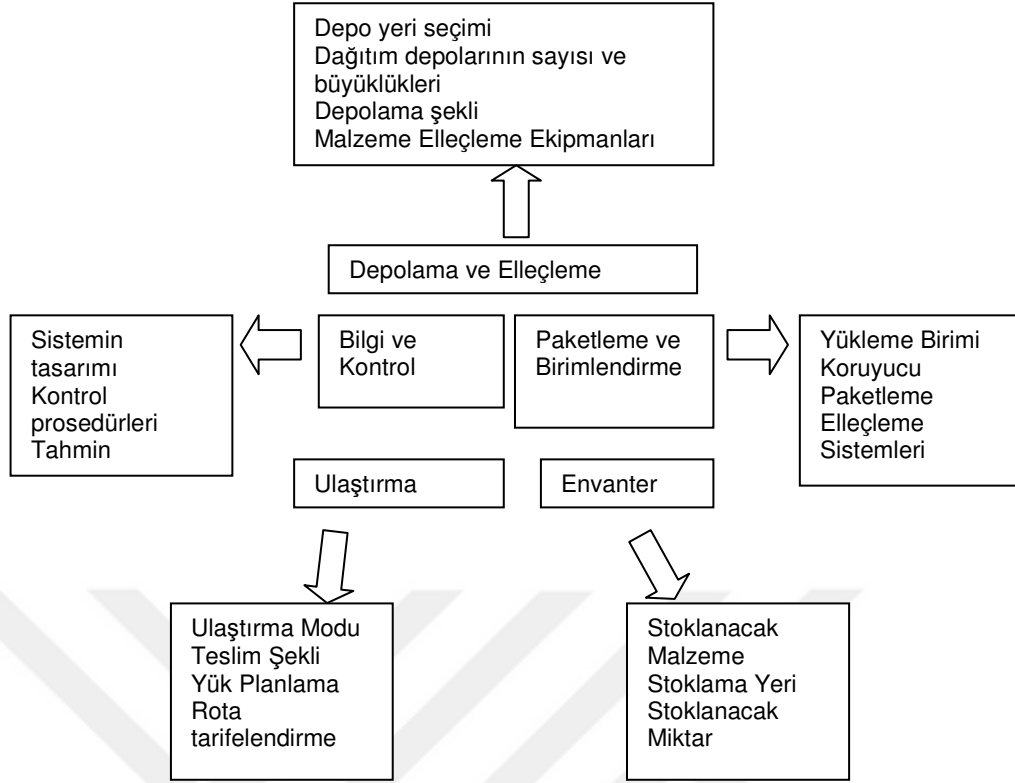 Depo yeri seçimi
Dağıtım depolarının sayısı ve
büyüklükleri
Depolama şekli
Malzeme Elleçleme Ekipmanları
Depolama ve Elleçleme
Sistemin
tasarımı
Kontrol
prosedürleri
Tahmin
Bilgi ve
Kontrol
Paketleme ve
Birimlendirme
Yükleme Birimi
Koruyucu
Paketleme
Elleçleme
Sistemleri
Ulaştırma
Envanter
Ulaştırma Modu
Teslim Şekli
Yük Planlama
Rota
tarifelendirme
Stoklanacak
Malzeme
Stoklama Yeri
Stoklanacak
Miktar